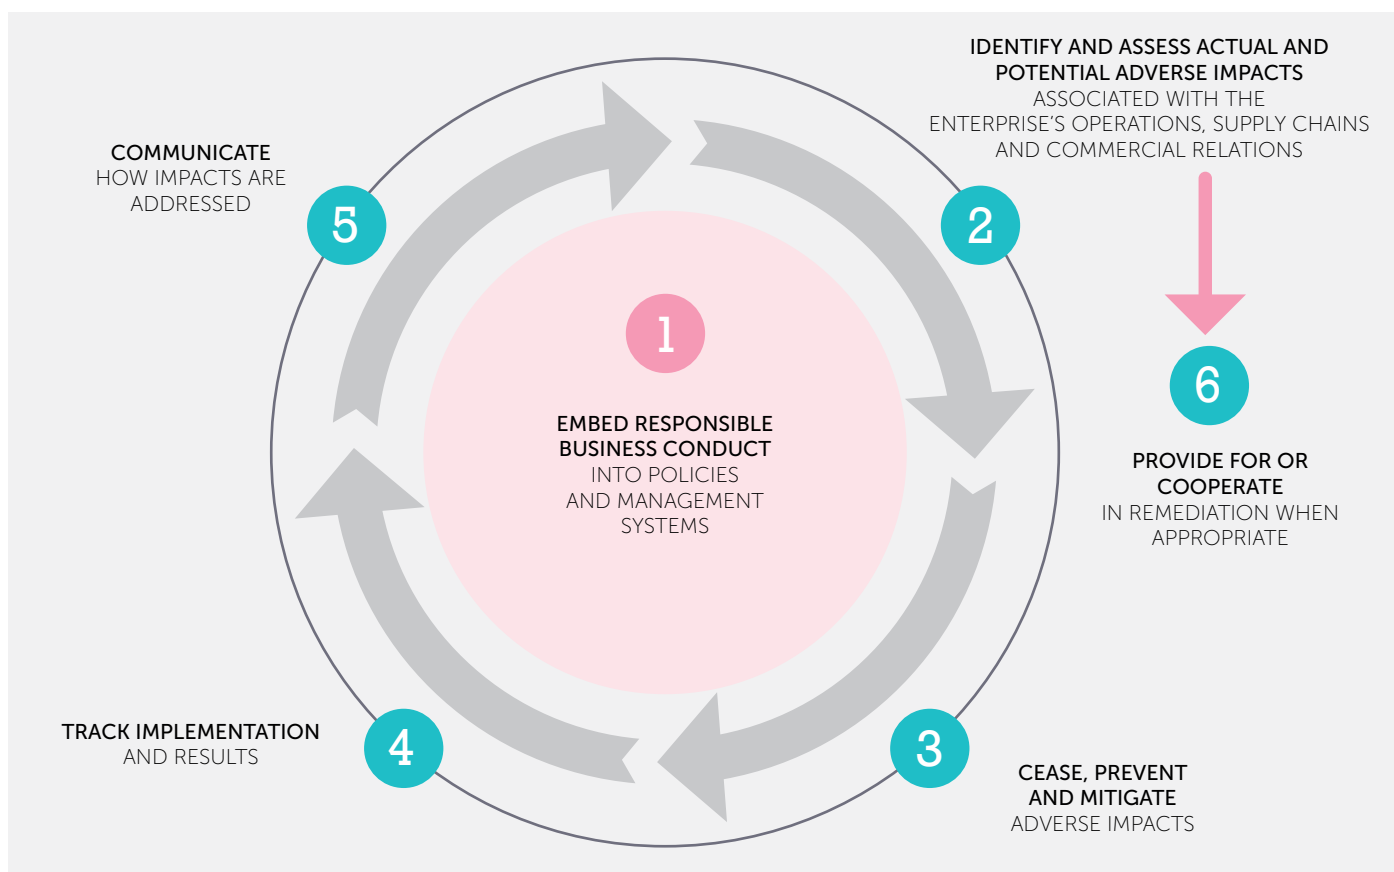 1
EMBED RESPONSIBLE
BUSINESS CONDUCT
INTO POLICIES
AND MANAGEMENT
SYSTEMS
2
IDENTIFY AND ASSESS ACTUAL AND
POTENTIAL ADVERSE IMPACTS
ASSOCIATED WITH THE
ENTERPRISE’S OPERATIONS, SUPPLY CHAINS
AND COMMERCIAL RELATIONS
3
CEASE, PREVENT
AND MITIGATE
ADVERSE IMPACTS
4
TRACK IMPLEMENTATION
AND RESULTS
5
COMMUNICATE
HOW IMPACTS ARE
ADDRESSED
6
PROVIDE FOR OR
COOPERATE
IN REMEDIATION WHEN
APPROPRIATE